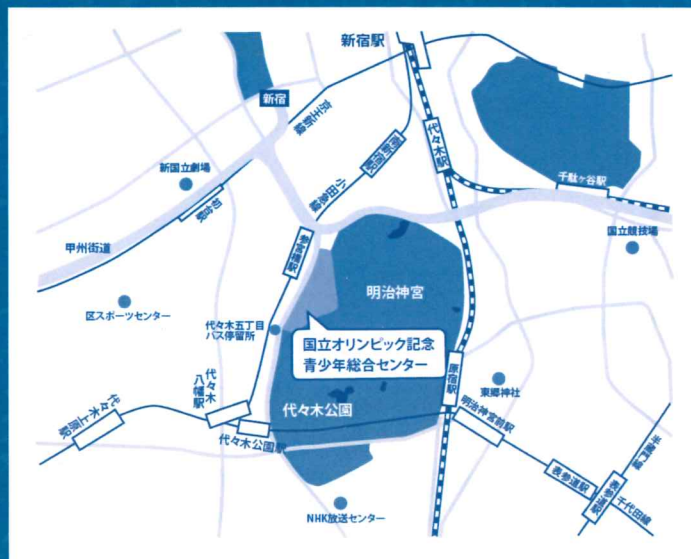 新宿駅
新宿
京王新線
南新宿駅
代々木駅
小田急線
新国立劇場
初台駅
千駄ヶ谷駅
甲州街道
参宮橋駅
国立競技場
明治神宮
区スポーツセンター
代々木五丁目
バス停留所
国立オリンピック記念
青少年総合センター
原宿駅
東郷神社
代々木
八幡駅
代々木公園
明治神宮前駅
代々木上原駅
代々木公園駅
半蔵門線
表参道駅
表参道駅
千代田線
NHK放送センター